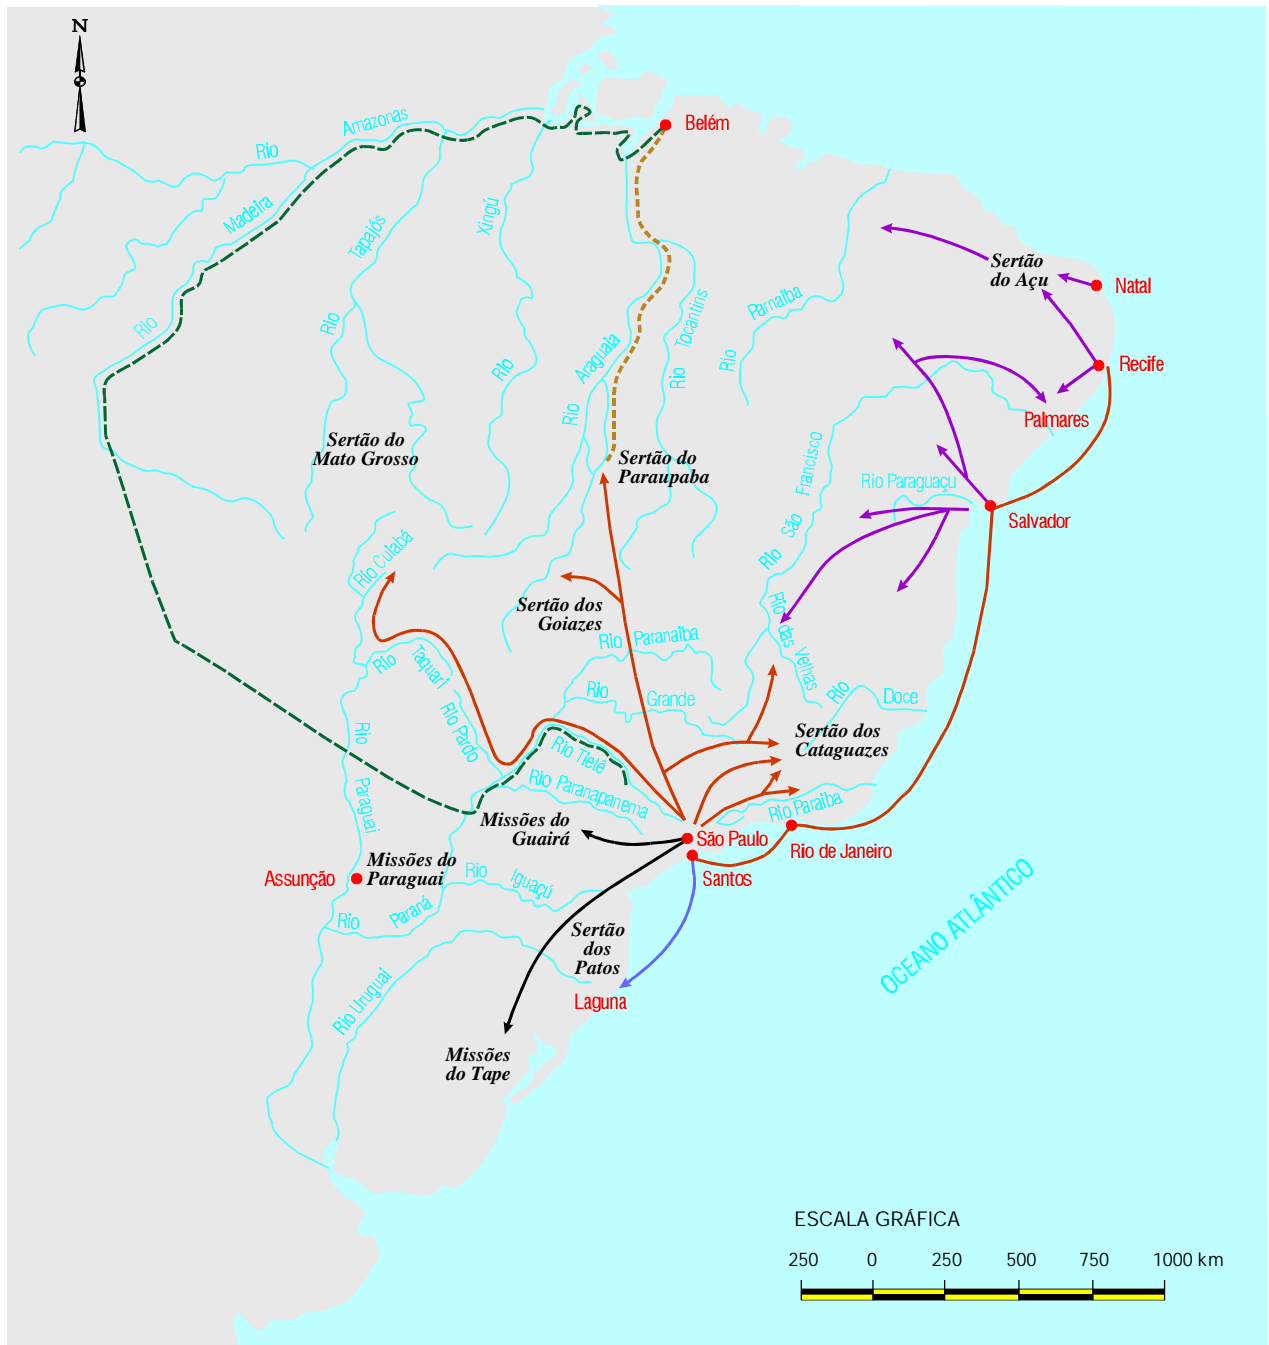 N
Rio
Amazonas
Belém
Rio
Madeira
Rio
Tapajós
Rio
Xingú
Rio
Araguaia
Rio
Tocantins
Rio
Parnaíba
Sertão
do Açu
Natal
Recife
Palmares
Sertão do
Mato Grosso
Sertão do
Paraupaba
Rio São Francisco
Rio Paraguaçu
Salvador
Rio Cuiabá
Sertão dos
Goiazes
Rio Paranaíba
Rio das Velhas
Rio Taquari
Rio Pardo
Rio Grande
Rio Doce
Sertão dos
Cataguazes
Rio Tietê
Rio Paranapanema
Rio Paraguai
Rio Paraíba
Missões do
Guairá
São Paulo
Rio de Janeiro
Santos
Assunção
Missões do
Paraguai
Rio Iguaçú
Rio Paraná
Sertão
dos
Patos
Laguna
Rio Uruguai
Missões
do Tape
OCEANO ATLÂNTICO
ESCALA GRÁFICA
250 0 250 500 750 1000 km